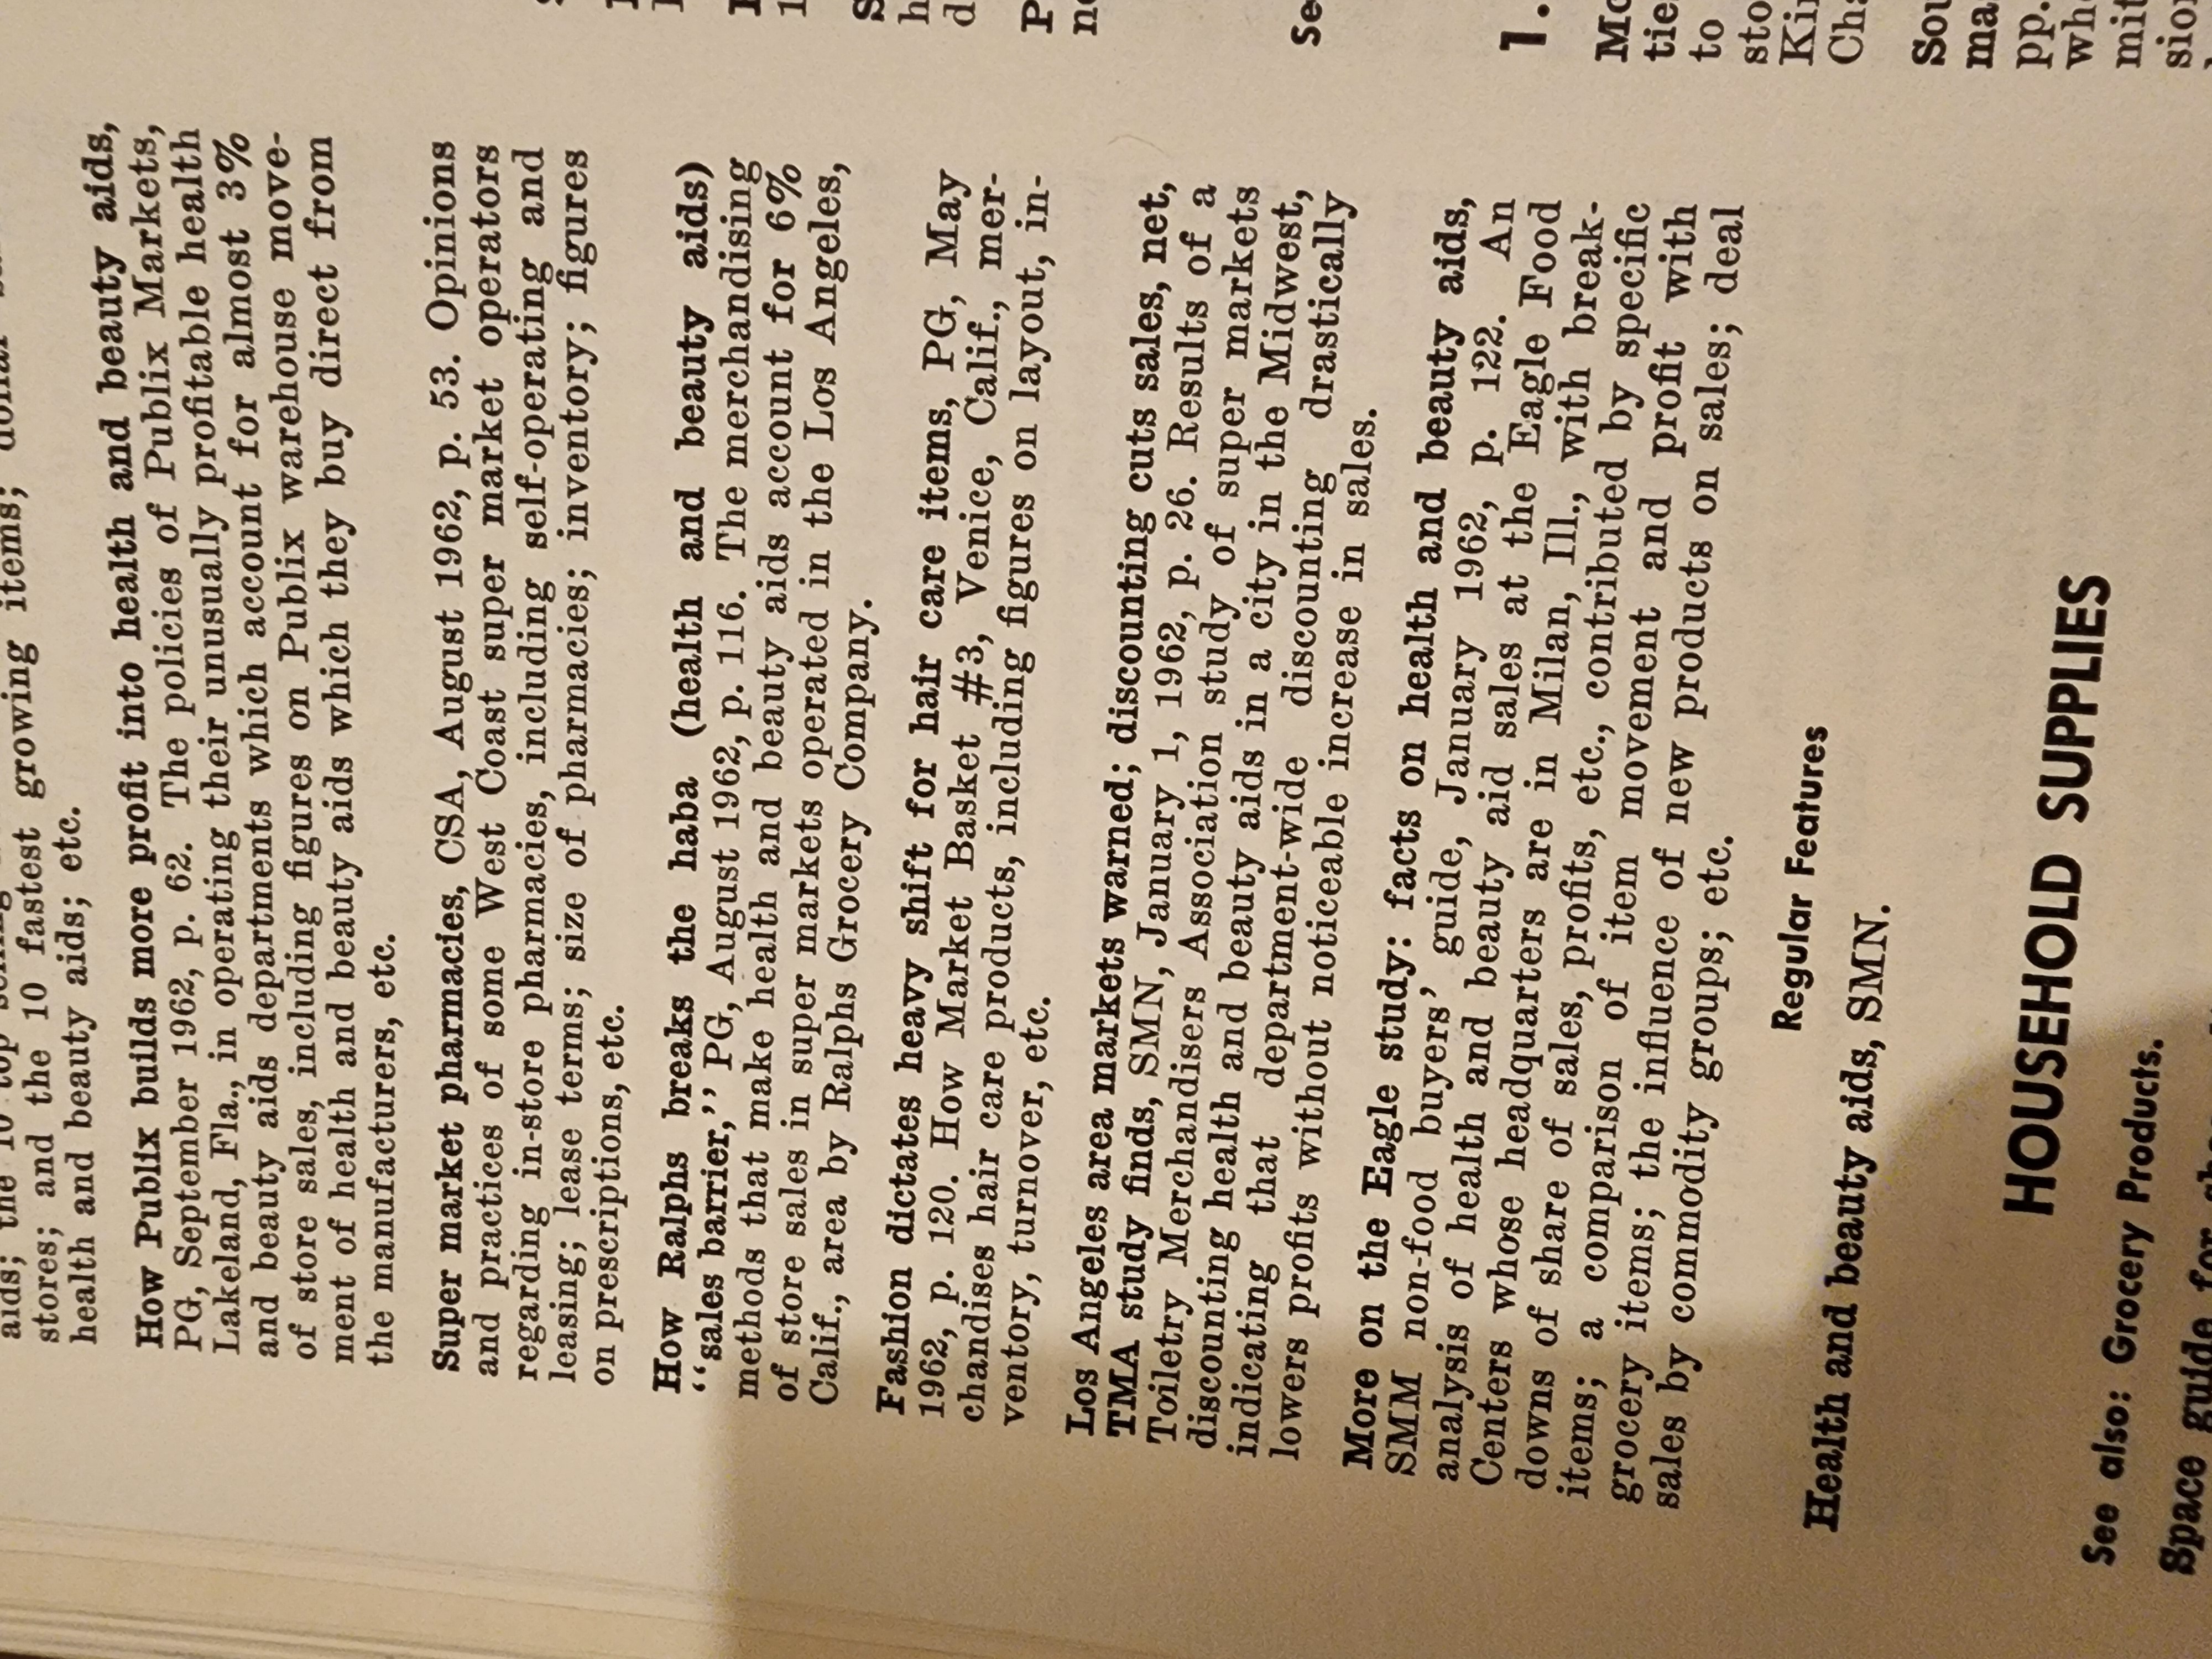 aids; the 10 top
stores; and the 10 fastest growing items; dollar
health and beauty aids; etc.
How Publix builds more profit into health and beauty aids,
PG, September 1962, p. 62. The policies of Publix Markets,
Lakeland, Fla., in operating their unusually profitable health
and beauty aids departments which account for almost 3%
of store sales, including figures on Publix warehouse move-
ment of health and beauty aids which they buy direct from
the manufacturers, etc.
Super market pharmacies, CSA, August 1962, p. 53. Opinions
and practices of some West Coast super market operators
regarding in-store pharmacies, including self-operating and
leasing; lease terms; size of pharmacies; inventory; figures
on prescriptions, etc.
How Ralphs breaks the haba (health and beauty aids)
“sales barrier,” PG, August 1962, p. 116. The merchandising
methods that make health and beauty aids account for 6%
of store sales in super markets operated in the Los Angeles,
Calif., area by Ralphs Grocery Company.
Fashion dictates heavy shift for hair care items, PG, May
1962, p. 120. How Market Basket #3, Venice, Calif., mer-
chandises hair care products, including figures on layout, in-
ventory, turnover, etc.
Los Angeles area markets warned; discounting cuts sales, net,
TMA study finds, SMN, January 1, 1962, p. 26. Results of a
Toiletry Merchandisers Association study of super markets
discounting health and beauty aids in a city in the Midwest,
indicating that department-wide discounting drastically
lowers profits without noticeable increase in sales.
More on the Eagle study: facts on health and beauty aids,
SMM non-food buyers’ guide, January 1962, p. 122. An
analysis of health and beauty aid sales at the Eagle Food
Centers whose headquarters are in Milan, Ill., with break-
downs of share of sales, profits, etc., contributed by specific
items; a comparison of item movement and profit with
grocery items; the influence of new products on sales; deal
sales by commodity groups; etc.
Regular Features
Health and beauty aids, SMN.
HOUSEHOLD SUPPLIES
See also: Grocery Products.
Space guide for
1.
to
pp.